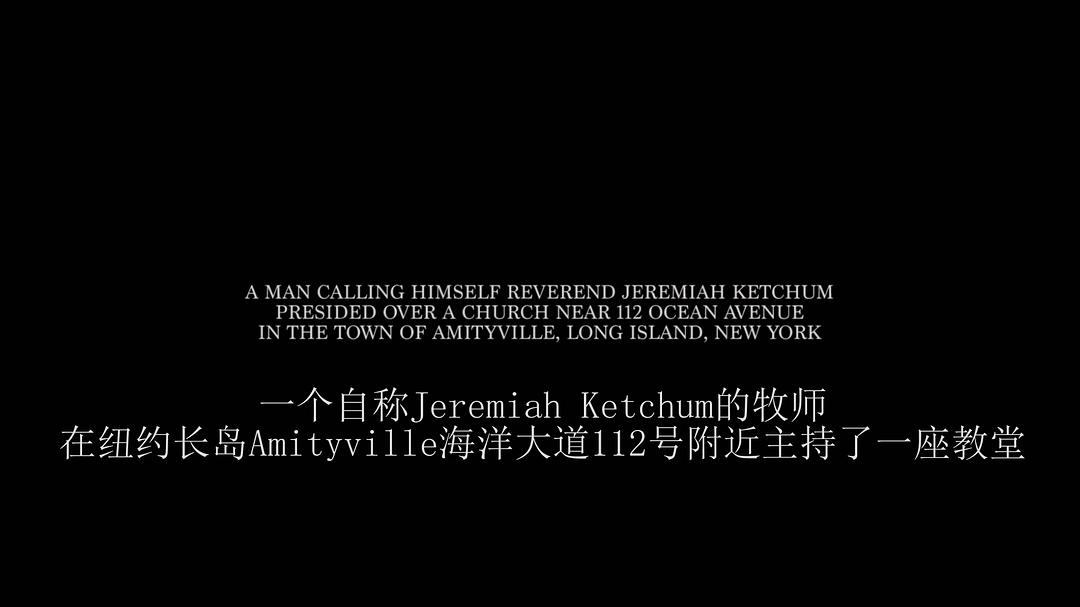 A MAN CALLING HIMSELF REVEREND JEREMIAH KETCHUM
PRESIDED OVER A CHURCH NEAR 112 OCEAN AVENUE
IN THE TOWN OF AMITYVILLE, LONG ISLAND, NEW YORK
一个自称Jeremiah Ketchum的牧师
在纽约长岛Amityville海洋大道112号附近主持了一座教堂